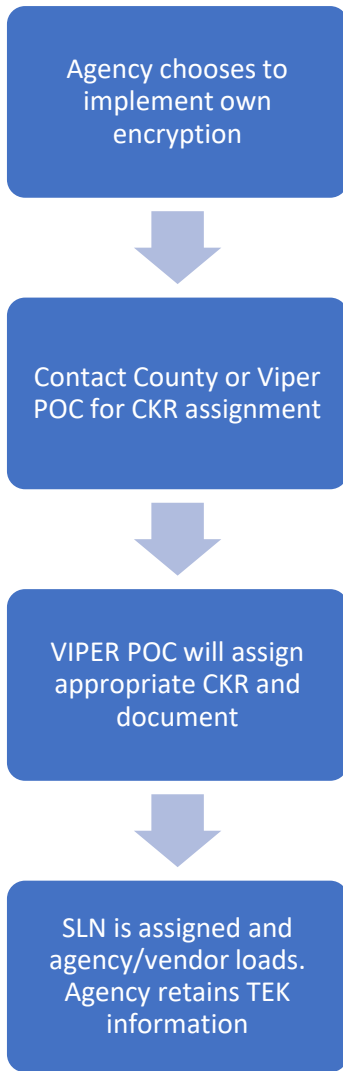 Agency chooses to
implement own
encryption
Contact County or Viper
POC for CKR assignment
VIPER POC will assign
appropriate CKR and
document
SLN is assigned and
agency/vendor loads.
Agency retains TEK
information